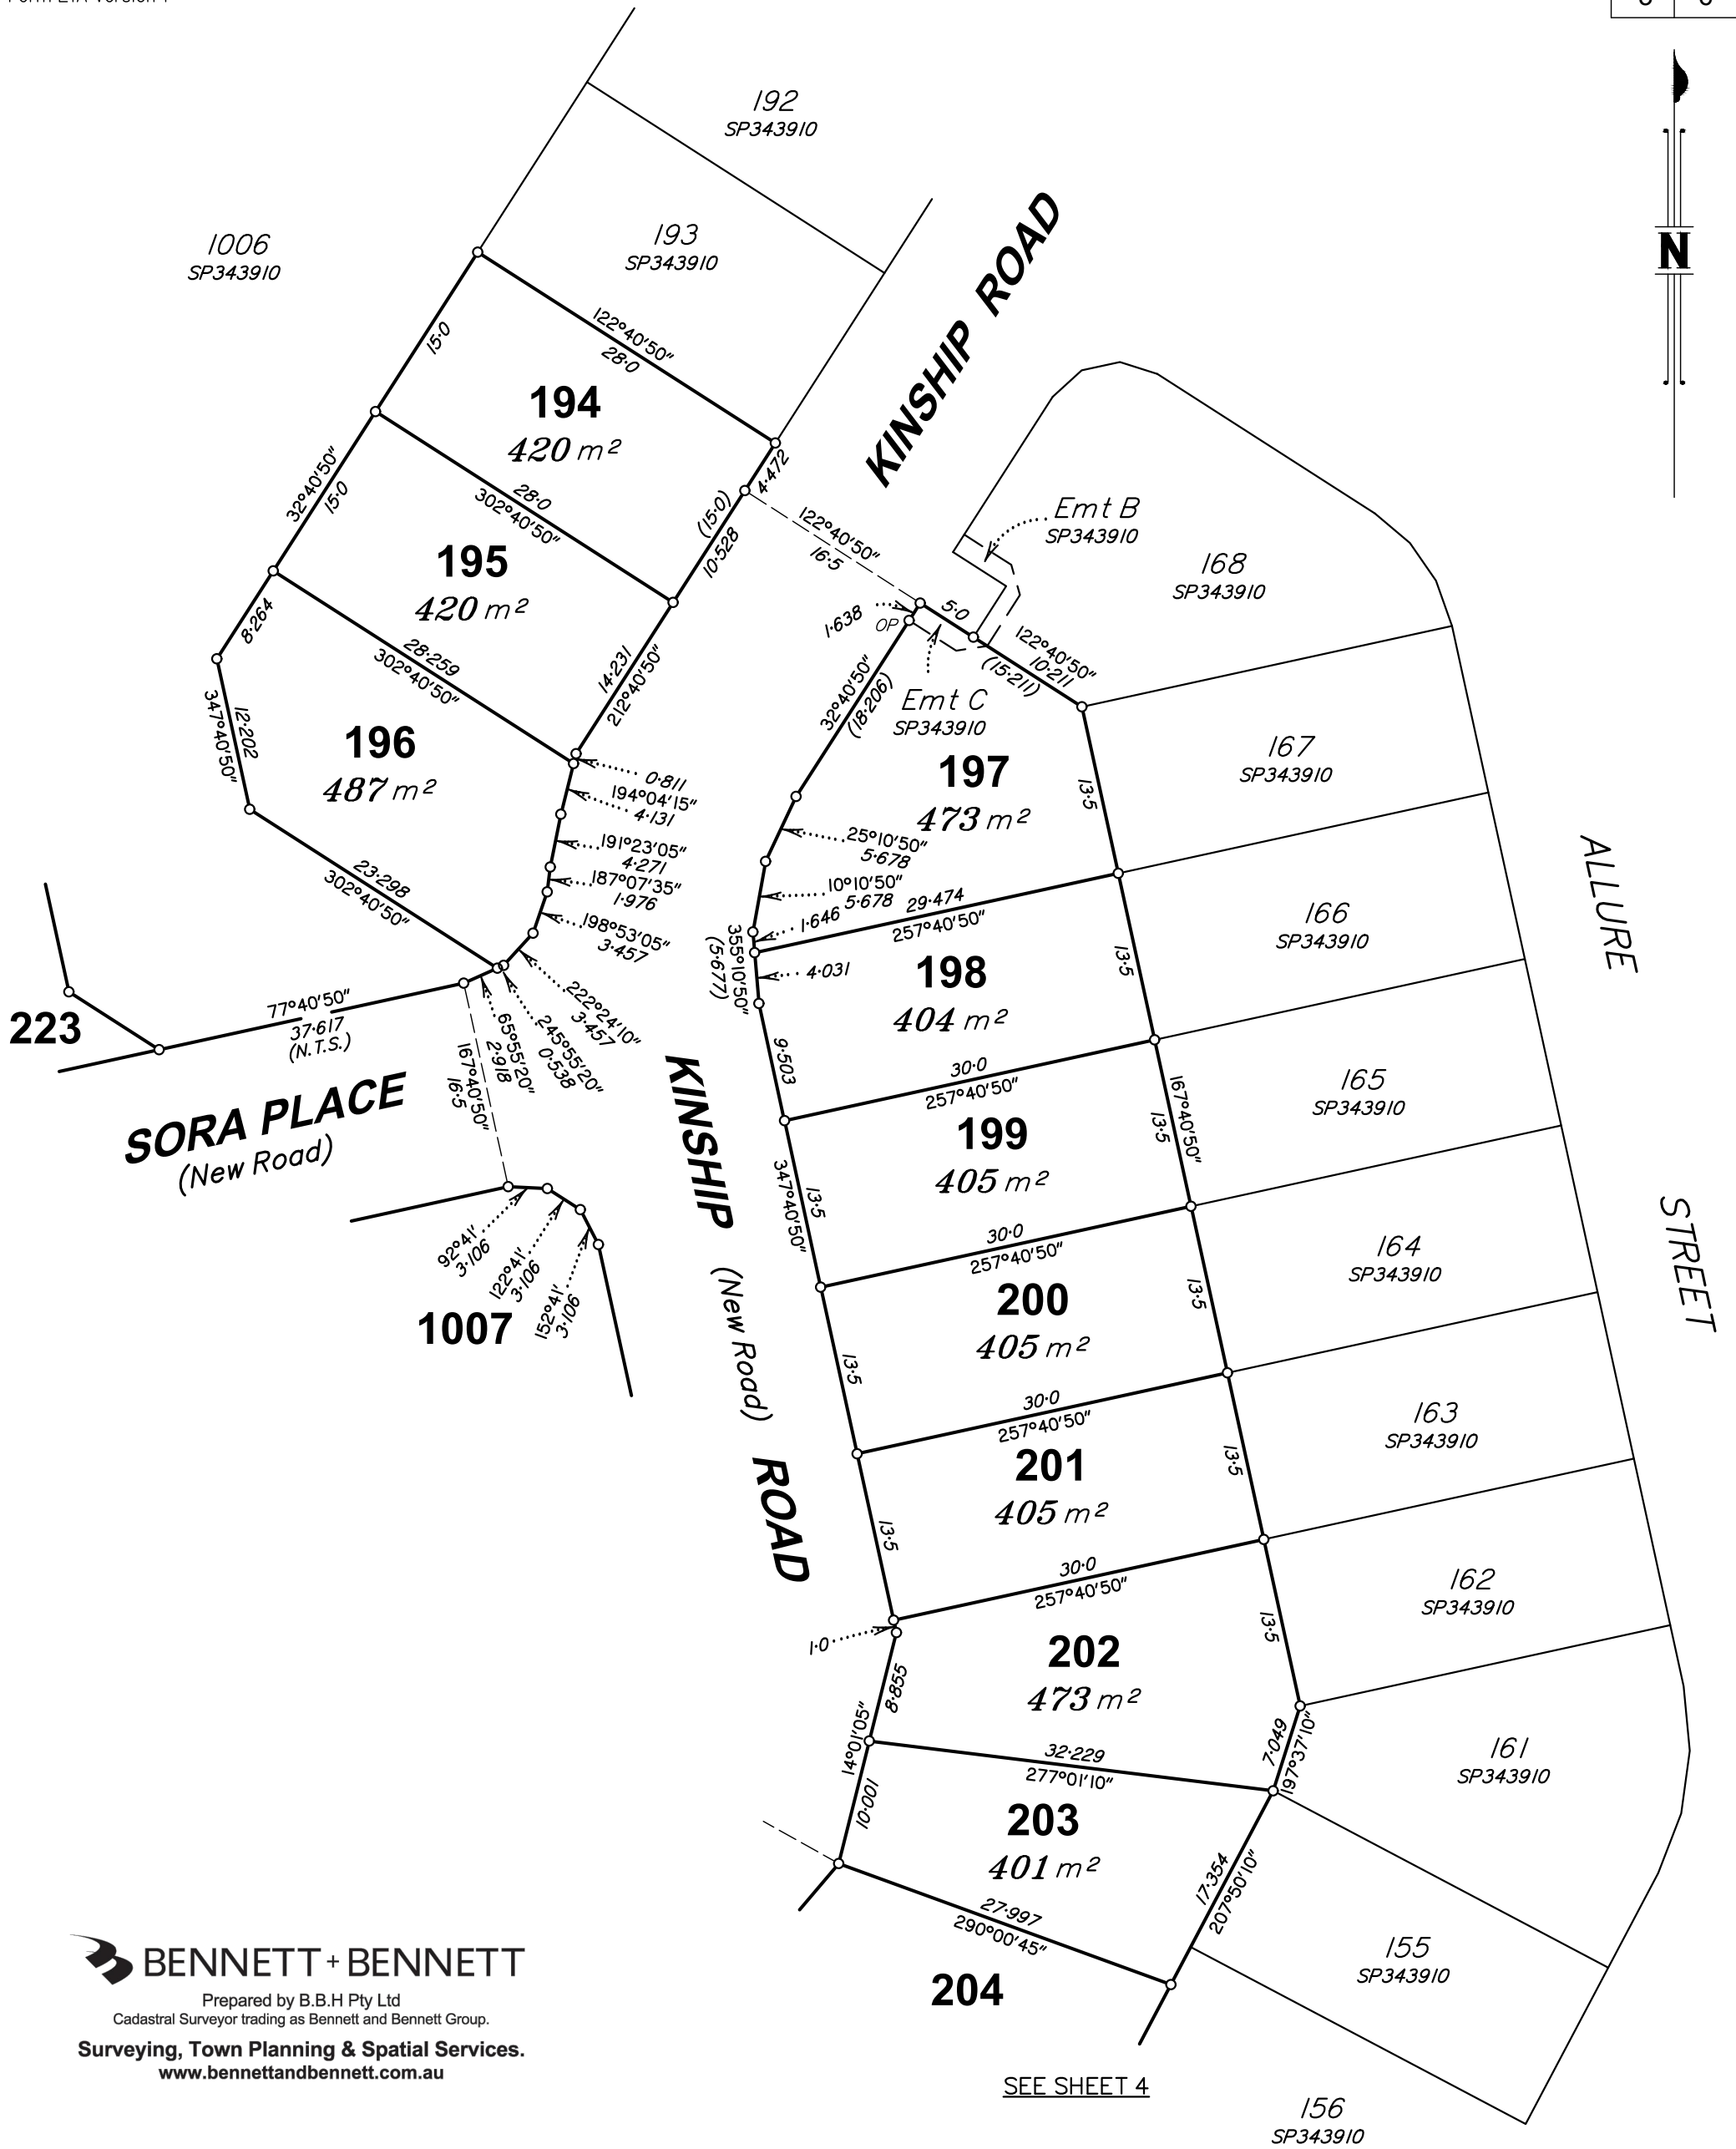 192
SP343910
193
SP343910
1006
SP343910
KINSHIP ROAD
N
15·0
122°40'50"
28·0
194
420 m²
4·472
(15·0)
10·528
32°40'50"
15·0
28·0
302°40'50"
195
420 m²
122°40'50"
16·5
Emt B
SP343910
168
SP343910
8·264
28·259
302°40'50"
14·231
212°40'50"
1·638
OP
5·0
122°40'50"
10·211
(15·211)
32°40'50"
(18·206)
Emt C
SP343910
347°40'50"
12·202
196
487 m²
197
473 m²
13·5
167
SP343910
0·811
194°04'15"
4·131
191°23'05"
4·271
187°07'35"
1·976
198°53'05"
3·457
25°10'50"
5·678
10°10'50"
5·678
1·646
29·474
257°40'50"
23·298
302°40'50"
355°10'50"
(5·677)
4·031
198
404 m²
13·5
166
SP343910
ALLURE
STREET
223
77°40'50"
37·617
(N.T.S.)
222°24'10"
3·457
245°55'20"
0·538
65°55'20"
2·918
167°40'50"
16·5
SORA PLACE
(New Road)
9·503
30·0
257°40'50"
165
SP343910
KINSHIP (New Road) ROAD
199
405 m²
167°40'50"
13·5
347°40'50"
13·5
30·0
257°40'50"
164
SP343910
92°41'
3·106
122°41'
3·106
152°41'
3·106
1007
200
405 m²
13·5
13·5
30·0
257°40'50"
163
SP343910
201
405 m²
13·5
13·5
30·0
257°40'50"
162
SP343910
1·0
202
473 m²
13·5
8·855
14°01'05"
10·001
32·229
277°01'10"
7·049
197°37'10"
161
SP343910
203
401 m²
17·354
207°50'10"
27·997
290°00'45"
155
SP343910
204
BENNETT + BENNETT
Prepared by B.B.H Pty Ltd
Cadastral Surveyor trading as Bennett and Bennett Group.
Surveying, Town Planning & Spatial Services.
www.bennettandbennett.com.au
SEE SHEET 4
156
SP343910